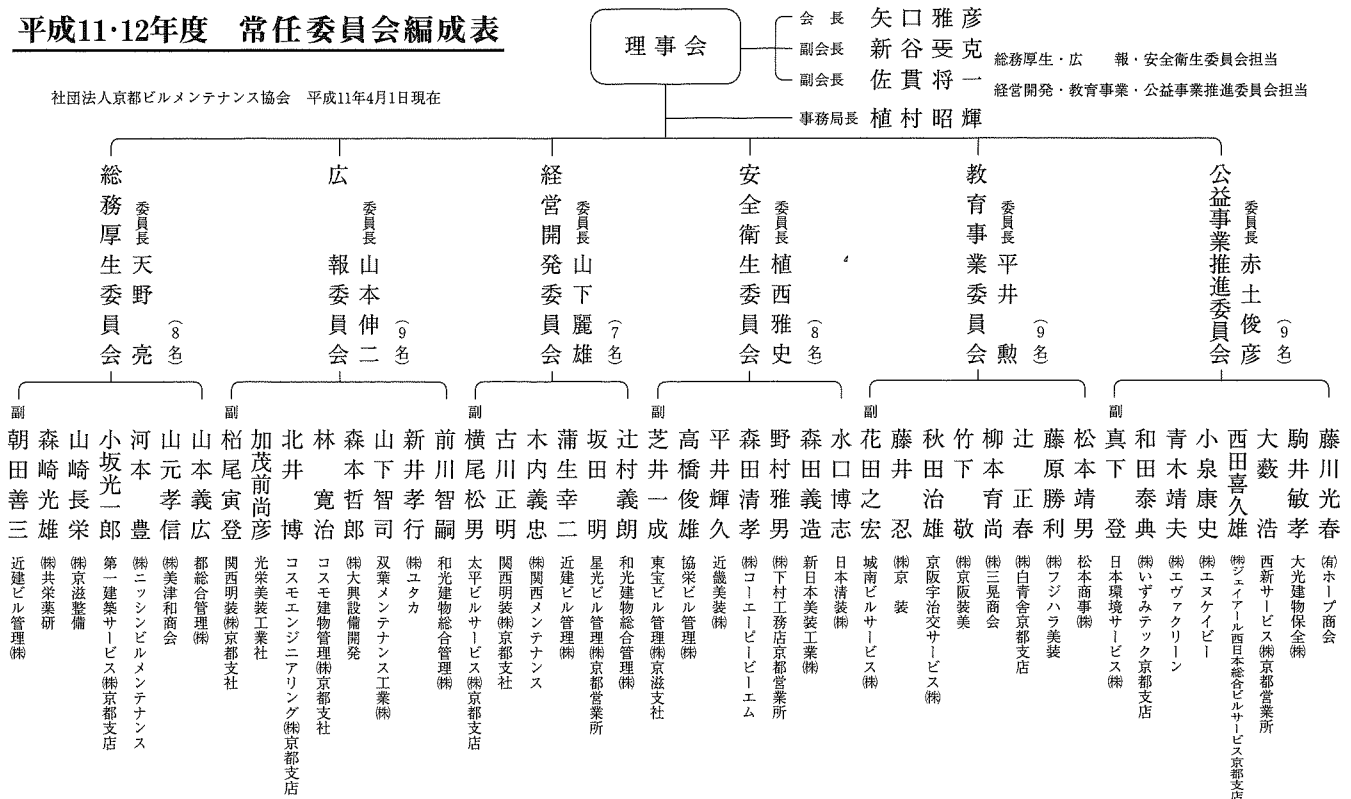 平成11·12年度　常任委員会編成表
社団法人京都ビルメンテナンス協会　平成11年4月1日現在
理事会
会　長　矢口雅彦
副会長　新谷斐克　総務厚生・広　報・安全衛生委員会担当
副会長　佐貫将一　経営開発・教育事業・公益事業推進委員会担当
事務局長　植村昭輝
総務厚生委員会
委員長　天野　亮
（8名）
副　朝田善三　近建ビル管理㈱
森崎光雄　㈱共栄薬研
山崎長栄　㈱京滋整備
小坂光一郎　第一建築サービス㈱京都支店
河本　豊　㈱ニッシンビルメンテナンス
山元孝信　㈱美津和商会
山本義広　都総合管理㈱
広　報委員会
委員長　山本伸二
（9名）
副　桘尾寅登　関西明装㈱京都支社
加茂前尚彦　光栄美装工業社
北井　博　コスモエンジニアリング㈱京都支店
林　寛治　コスモ建物管理㈱京都支社
森本哲郎　㈱大興設備開発
山下智司　双葉メンテナンス工業㈱
新井孝行　㈱ユタカ
前川智嗣　和光建物総合管理㈱
経営開発委員会
委員長　山下麗雄
（7名）
副　横尾松男　太平ビルサービス㈱京都支店
古川正明　関西明装㈱京都支社
木内義忠　㈱関西メンテナンス
蒲生幸二　近建ビル管理㈱
坂田　明　星光ビル管理㈱京都営業所
辻村義朗　和光建物総合管理㈱
安全衛生委員会
委員長　植西雅史
（8名）
副　芝井一成　東宝ビル管理㈱京滋支社
高橋俊雄　協栄ビル管理㈱
平井輝久　近畿美装㈱
森田清孝　㈱コーエーピービーエム
野村雅男　㈱下村工務店京都営業所
森田義造　新日本美装工業㈱
水口博志　日本清装㈱
教育事業委員会
委員長　平井　勲
（9名）
副　花田之宏　城南ビルサービス㈱
藤井　忍　㈱京　装
秋田治雄　京阪宇治交サービス㈱
竹下　敬　㈱京阪装美
柳本育尚　㈱三晃商会
辻　正春　㈱白青舎京都支店
藤原勝利　㈱フジハラ美装
松本靖男　松本商事㈱
公益事業推進委員会
委員長　赤土俊彦
（9名）
副　真下　登　日本環境サービス㈱
和田泰典　㈱いずみテック京都支店
青木靖夫　㈱エヴァクリーン
小泉康史　㈱エヌケイビー
西田喜久雄　㈱ジェイアール西日本総合ビルサービス京都支店
大薮　浩　西新サービス㈱京都営業所
駒井敏孝　大光建物保全㈱
藤川光春　㈲ホープ商会